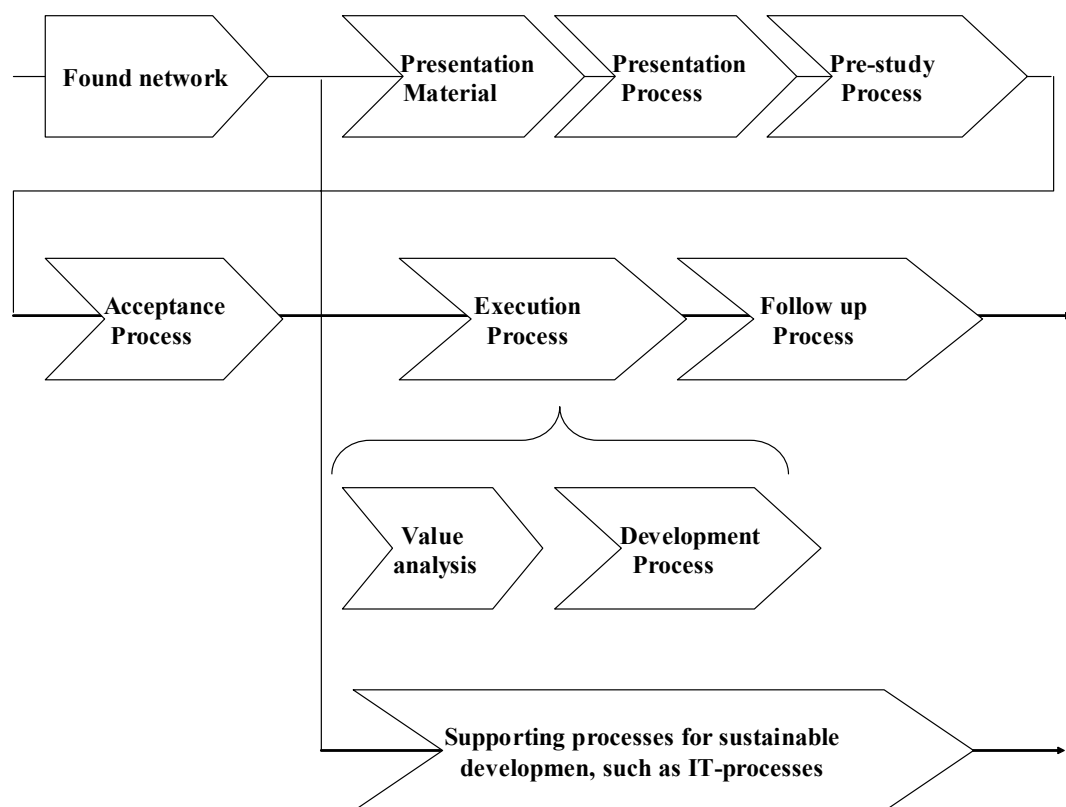 Found network
Presentation
Material
Presentation
Process
Pre-study
Process
Acceptance
Process
Execution
Process
Follow up
Process
Value
analysis
Development
Process
Supporting processes for sustainable
developmen, such as IT-processes